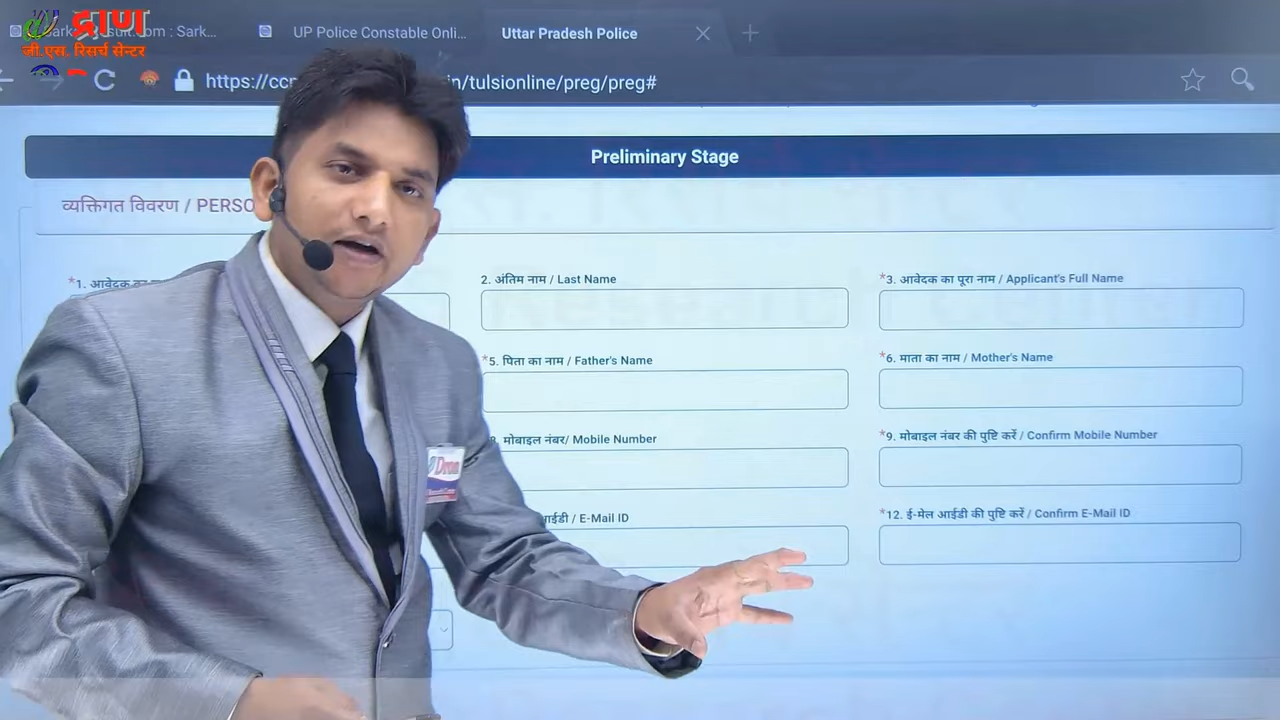 द्रोण
जी.एस. रिसर्च सेन्टर
UP Police Constable Onli...
Uttar Pradesh Police
in/tulsionline/preg/preg#
Preliminary Stage
व्यक्तिगत विवरण / PERSO
*1. आवेदक का
2. अंतिम नाम / Last Name
*3. आवेदक का पूरा नाम / Applicant's Full Name
*5. पिता का नाम / Father's Name
*6. माता का नाम / Mother's Name
8. मोबाइल नंबर/ Mobile Number
*9. मोबाइल नंबर की पुष्टि करें / Confirm Mobile Number
आईडी / E-Mail ID
*12. ई-मेल आईडी की पुष्टि करें / Confirm E-Mail ID
Dron